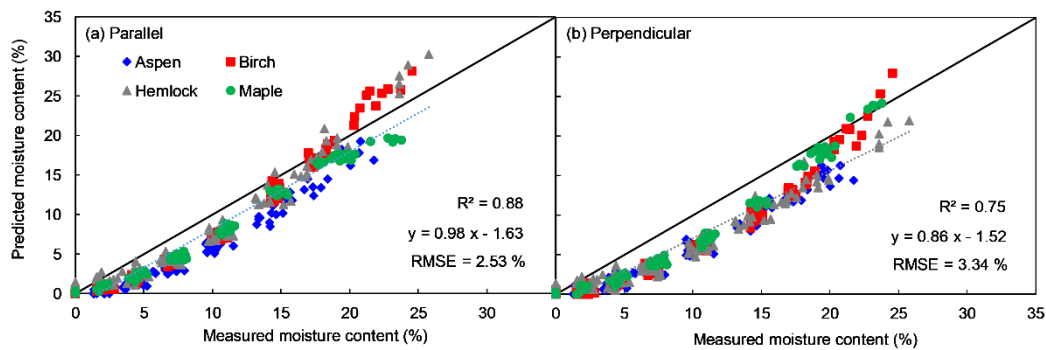 Predicted moisture content (%)
35
30
25
20
15
10
5
0
(a) Parallel
Aspen
Birch
Hemlock
Maple
R² = 0.88
y = 0.98 x - 1.63
RMSE = 2.53 %
0 5 10 15 20 25 30
Measured moisture content (%)
(b) Perpendicular
R² = 0.75
y = 0.86 x - 1.52
RMSE = 3.34 %
0 5 10 15 20 25 30 35
Measured moisture content (%)